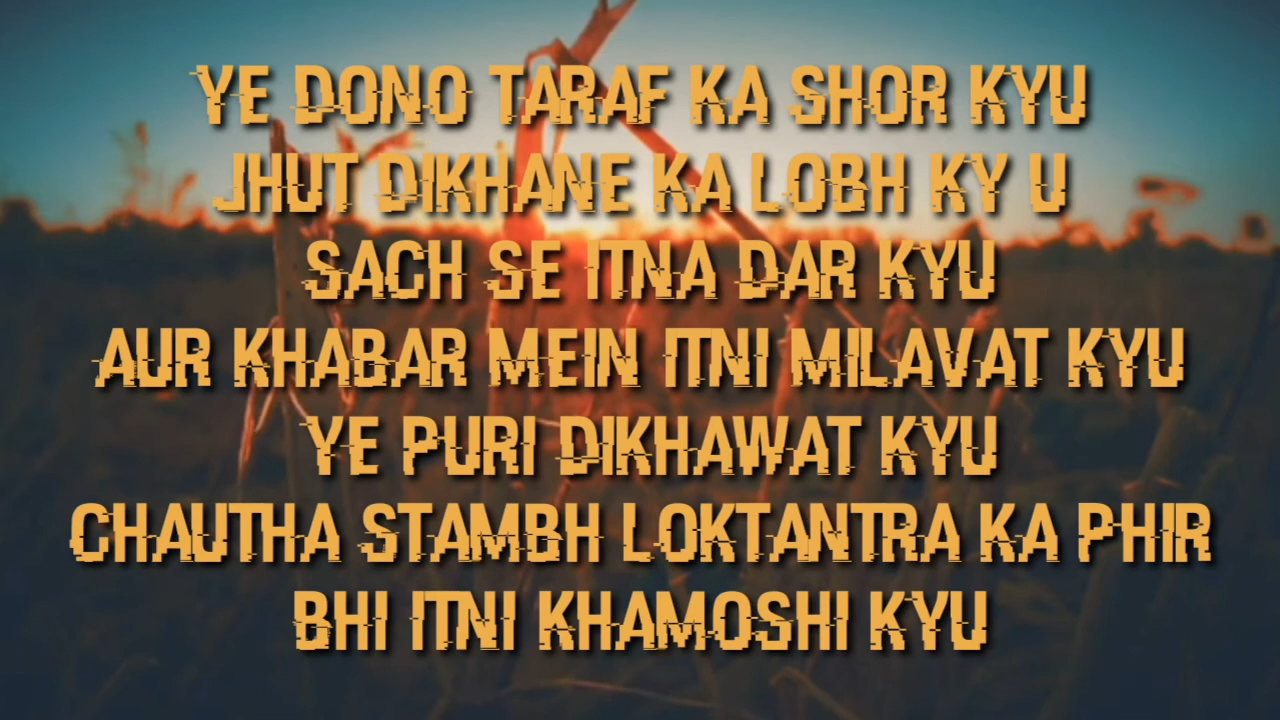 YE DONO TARAF KA SHOR KYU
JHUT DIKHANE KA LOBH KY U
SACH SE ITNA DAR KYU
AUR KHABAR MEIN ITNI MILAVAT KYU
YE PURI DIKHAWAT KYU
CHAUTHA STAMBH LOKTANTRA KA PHIR
BHI ITNI KHAMOSHI KYU